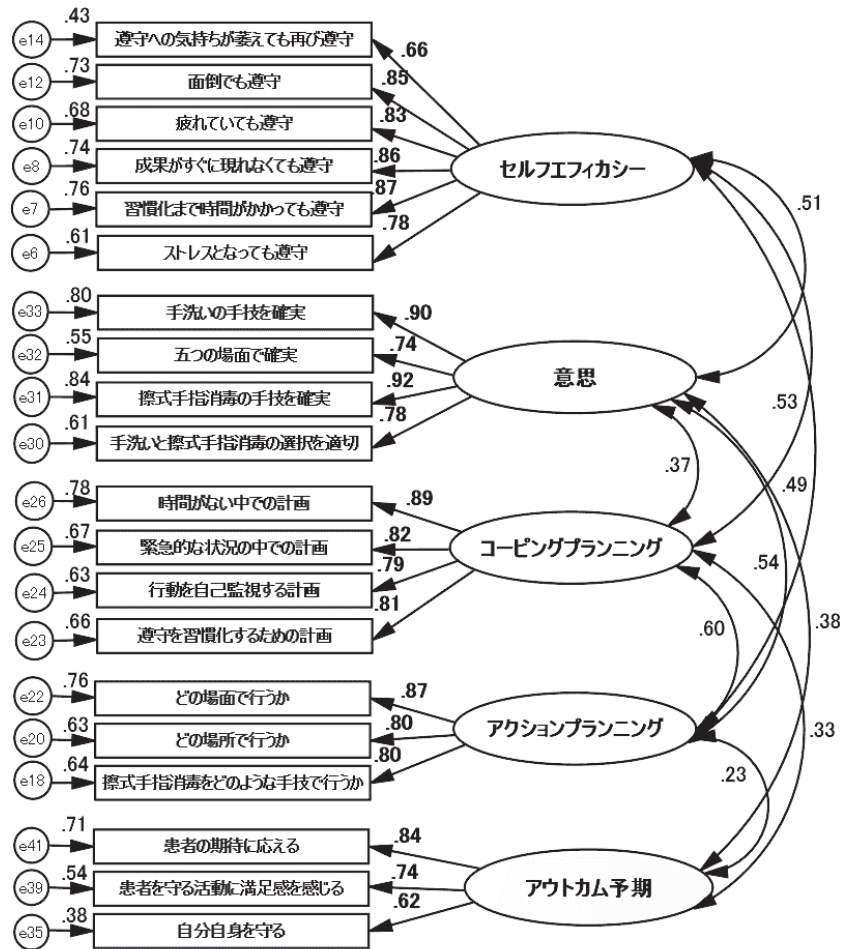 .43
e14
遵守への気持ちが萎えても再び遵守
.66
.73
e12
面倒でも遵守
.85
.68
e10
疲れていても遵守
.83
セルフエフィカシー
.74
e8
成果がすぐに現れなくても遵守
.86
.76
e7
習慣化まで時間がかかっても遵守
.87
.51
.61
e6
ストレスとなっても遵守
.78
.80
e33
手洗いの手技を確実
.90
.55
e32
五つの場面で確実
.74
意思
.84
e31
擦式手指消毒の手技を確実
.92
.53
.61
e30
手洗いと擦式手指消毒の選択を適切
.78
.37
.49
.78
e26
時間がない中での計画
.89
.67
e25
緊急的な状況の中での計画
.82
コーピングプランニング
.54
.63
e24
行動を自己監視する計画
.79
.38
.66
e23
遵守を習慣化するための計画
.81
.60
.76
e22
どの場面で行うか
.87
.63
e20
どの場所で行うか
.80
アクションプランニング
.33
.64
e18
擦式手指消毒をどのような手技で行うか
.80
.23
.71
e41
患者の期待に応える
.84
.54
e39
患者を守る活動に満足感を感じる
.74
アウトカム予期
.38
e35
自分自身を守る
.62